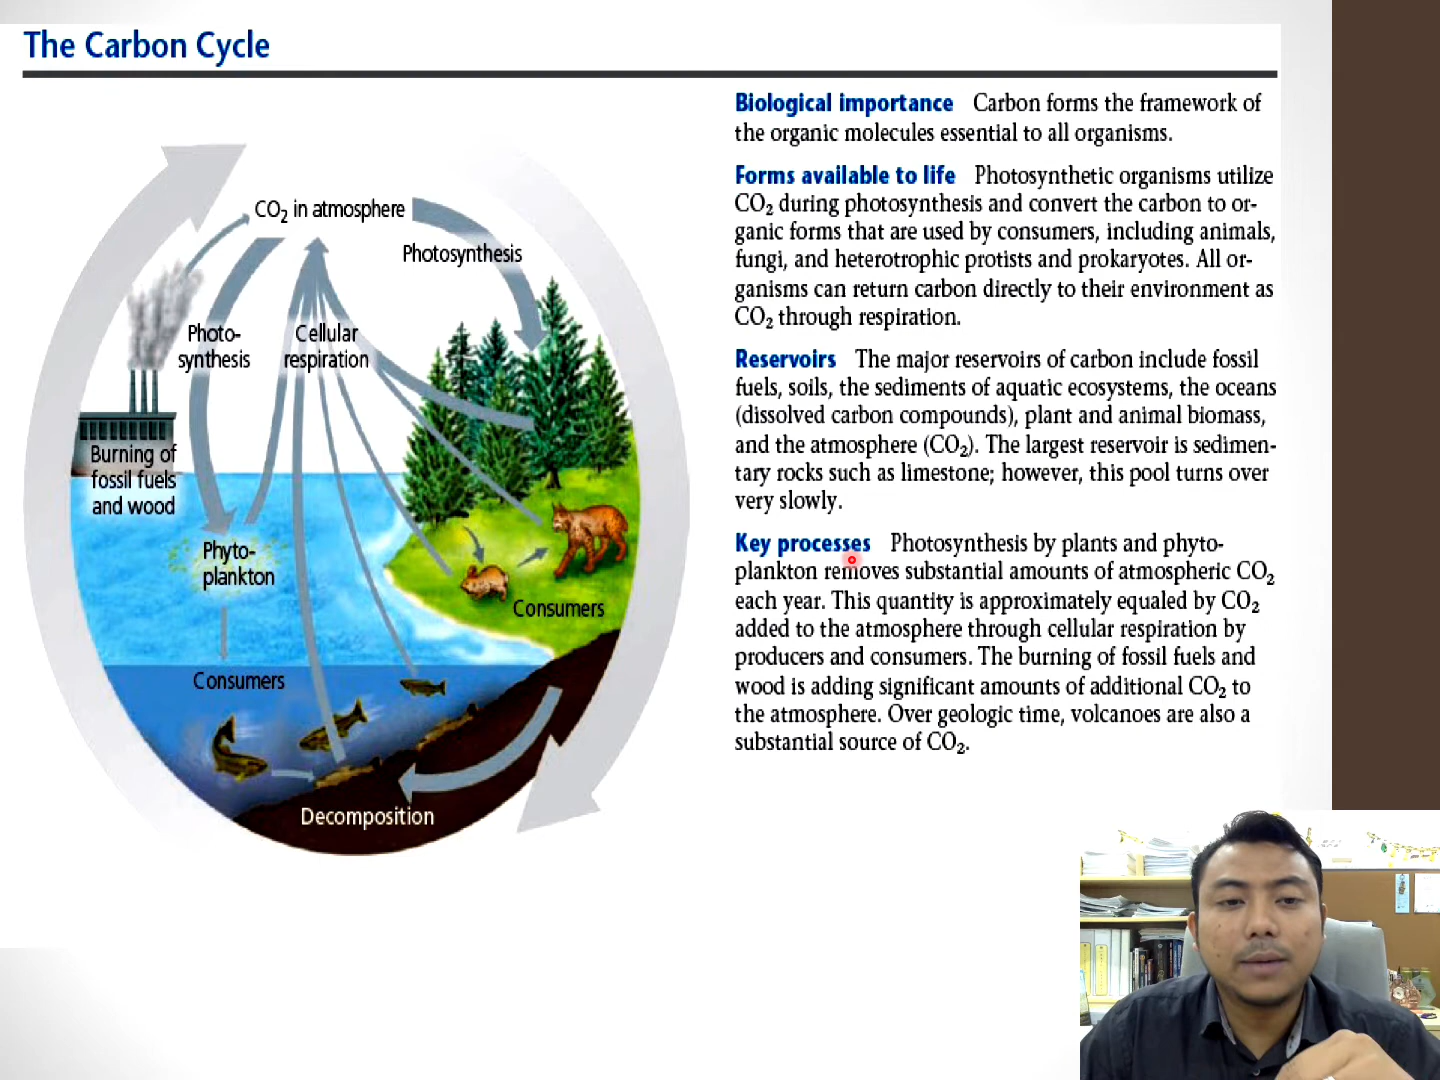 The Carbon Cycle
CO₂ in atmosphere
Photosynthesis
Photo-
synthesis
Cellular
respiration
Burning of
fossil fuels
and wood
Phyto-
plankton
Consumers
Consumers
Decomposition
Biological importance Carbon forms the framework of
the organic molecules essential to all organisms.
Forms available to life Photosynthetic organisms utilize
CO₂ during photosynthesis and convert the carbon to or-
ganic forms that are used by consumers, including animals,
fungi, and heterotrophic protists and prokaryotes. All or-
ganisms can return carbon directly to their environment as
CO₂ through respiration.
Reservoirs The major reservoirs of carbon include fossil
fuels, soils, the sediments of aquatic ecosystems, the oceans
(dissolved carbon compounds), plant and animal biomass,
and the atmosphere (CO₂). The largest reservoir is sedimen-
tary rocks such as limestone; however, this pool turns over
very slowly.
Key processes Photosynthesis by plants and phyto-
plankton removes substantial amounts of atmospheric CO₂
each year. This quantity is approximately equaled by CO₂
added to the atmosphere through cellular respiration by
producers and consumers. The burning of fossil fuels and
wood is adding significant amounts of additional CO₂ to
the atmosphere. Over geologic time, volcanoes are also a
substantial source of CO₂.